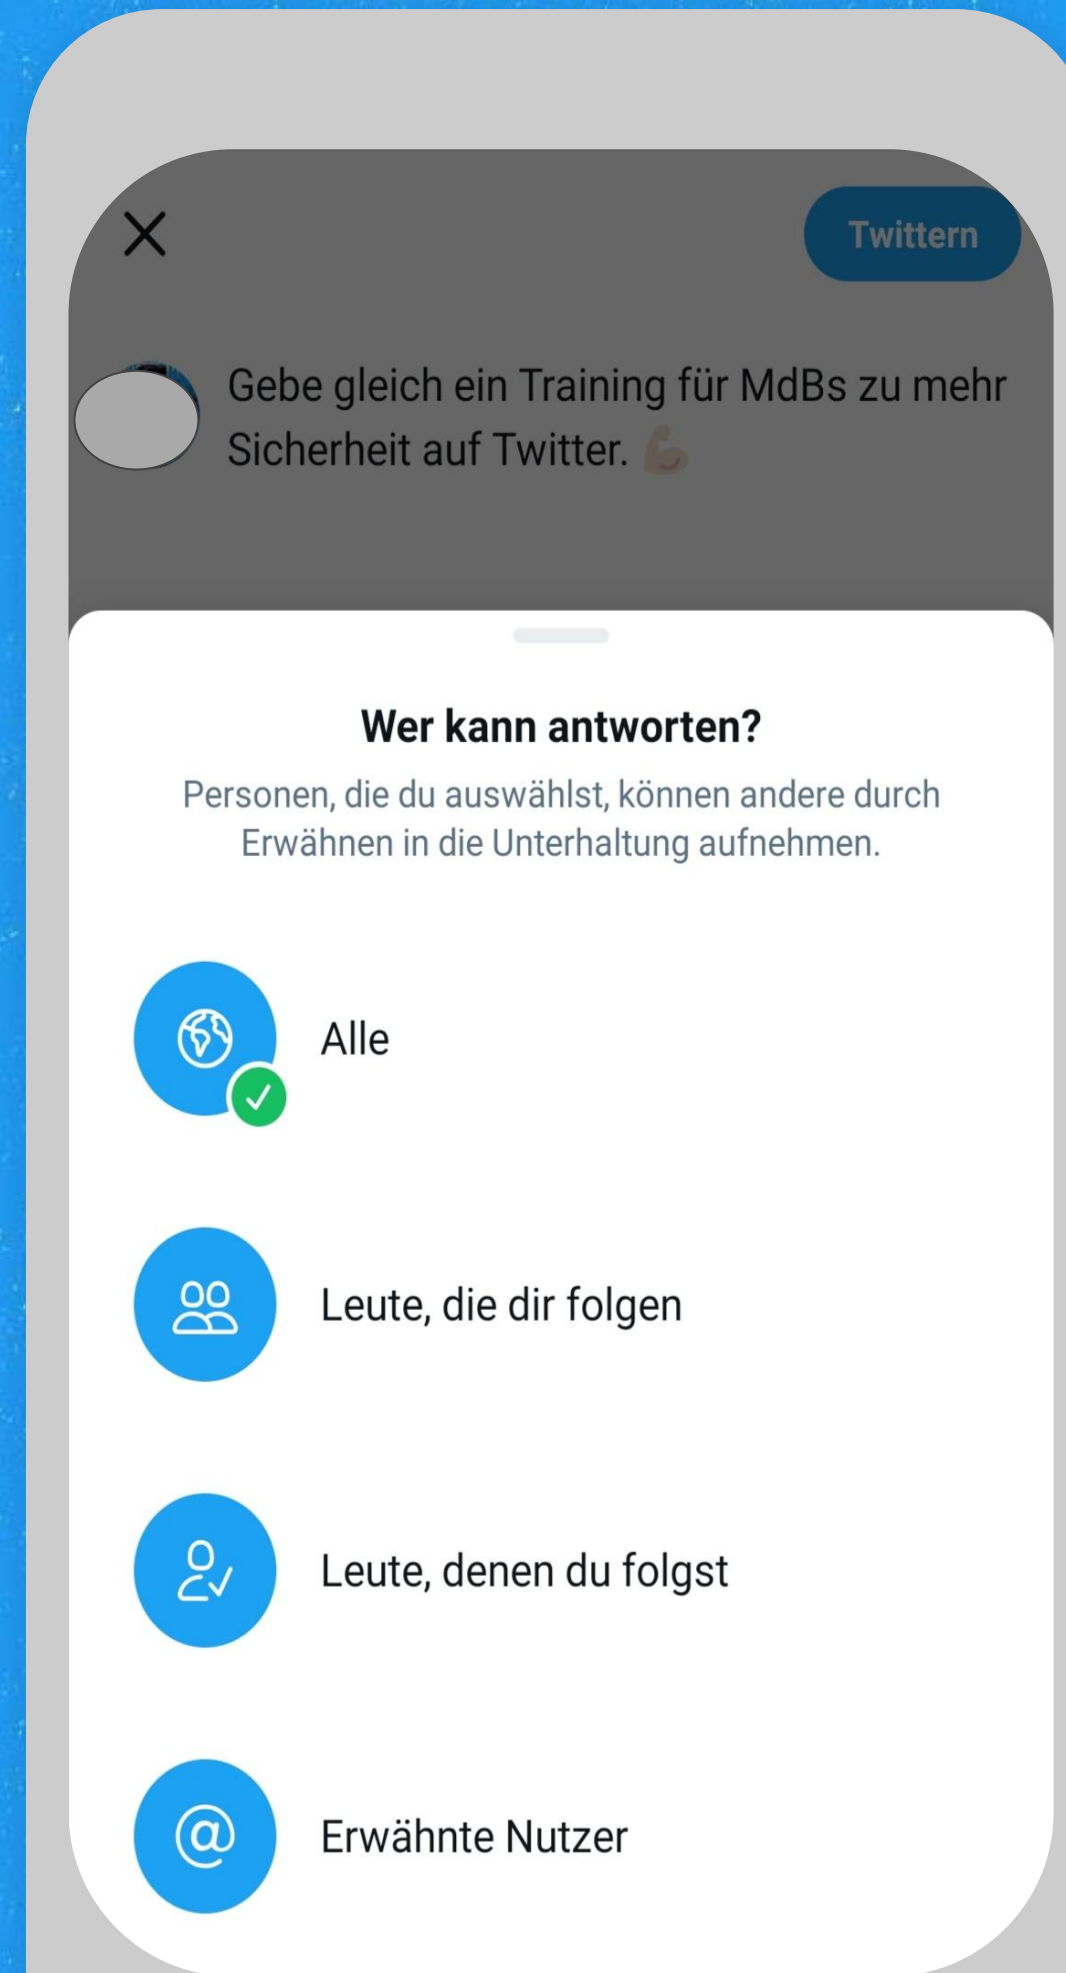 Twittern
Gebe gleich ein Training für MdBs zu mehr
Sicherheit auf Twitter. 💪🏻
Wer kann antworten?
Personen, die du auswählst, können andere durch
Erwähnen in die Unterhaltung aufnehmen.
Alle
Leute, die dir folgen
Leute, denen du folgst
@
Erwähnte Nutzer